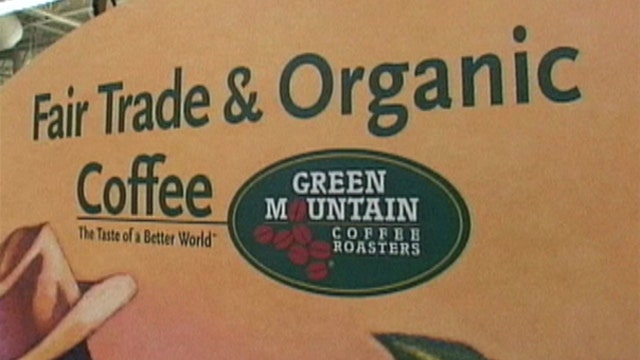 Fair Trade & Organic
Coffee
The Taste of a Better World™
GREEN
MOUNTAIN
COFFEE
ROASTERS